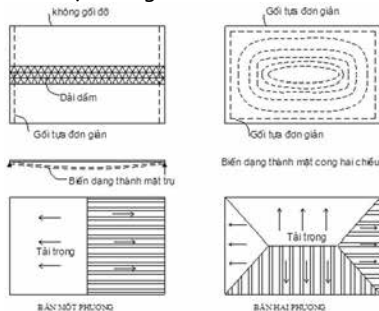 không gối đỡ
Gối tựa đơn giản
Dải dầm
Gối tựa đơn giản
Gối tựa đơn giản
Biến dạng thành mặt trụ
Biến dạng thành mặt cong hai chiều
Tải trọng
Tải trọng
BẢN MỘT PHƯƠNG
BẢN HAI PHƯƠNG